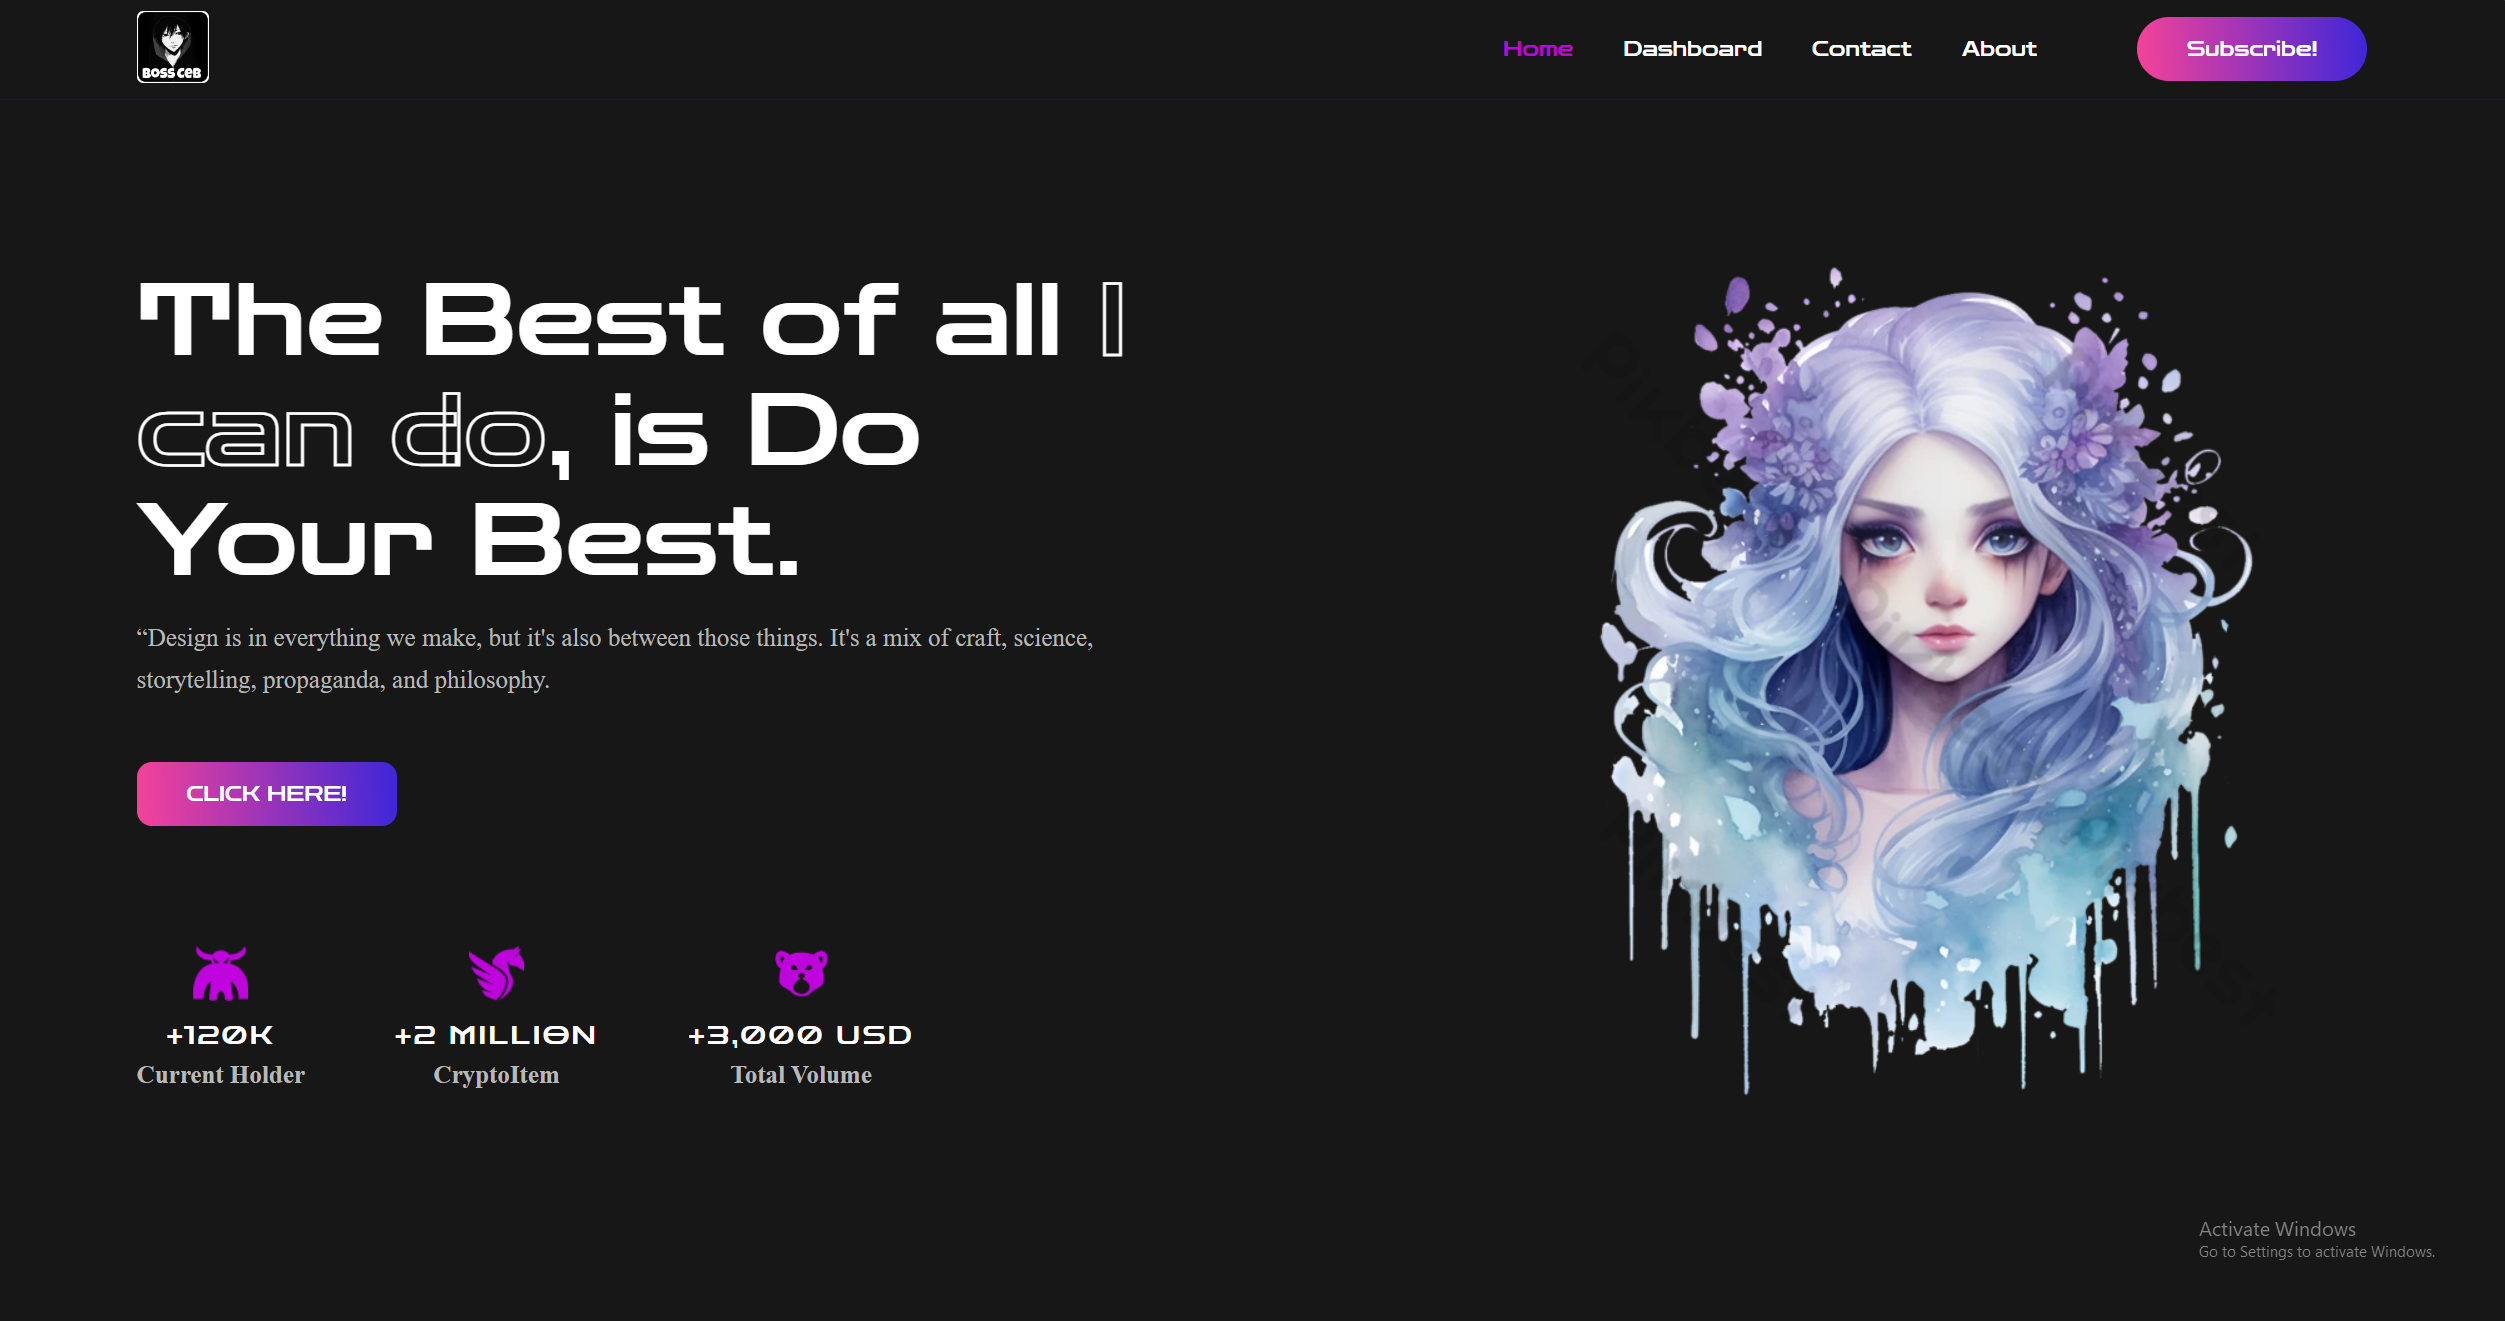 BOSS CEB
Home Dashboard Contact About Subscribe!
The Best of all I
can do, is Do
Your Best.
“Design is in everything we make, but it's also between those things. It's a mix of craft, science,
storytelling, propaganda, and philosophy.
CLICK HERE!
+120K +2 MILLION +3,000 USD
Current Holder CryptoItem Total Volume
Activate Windows
Go to Settings to activate Windows.